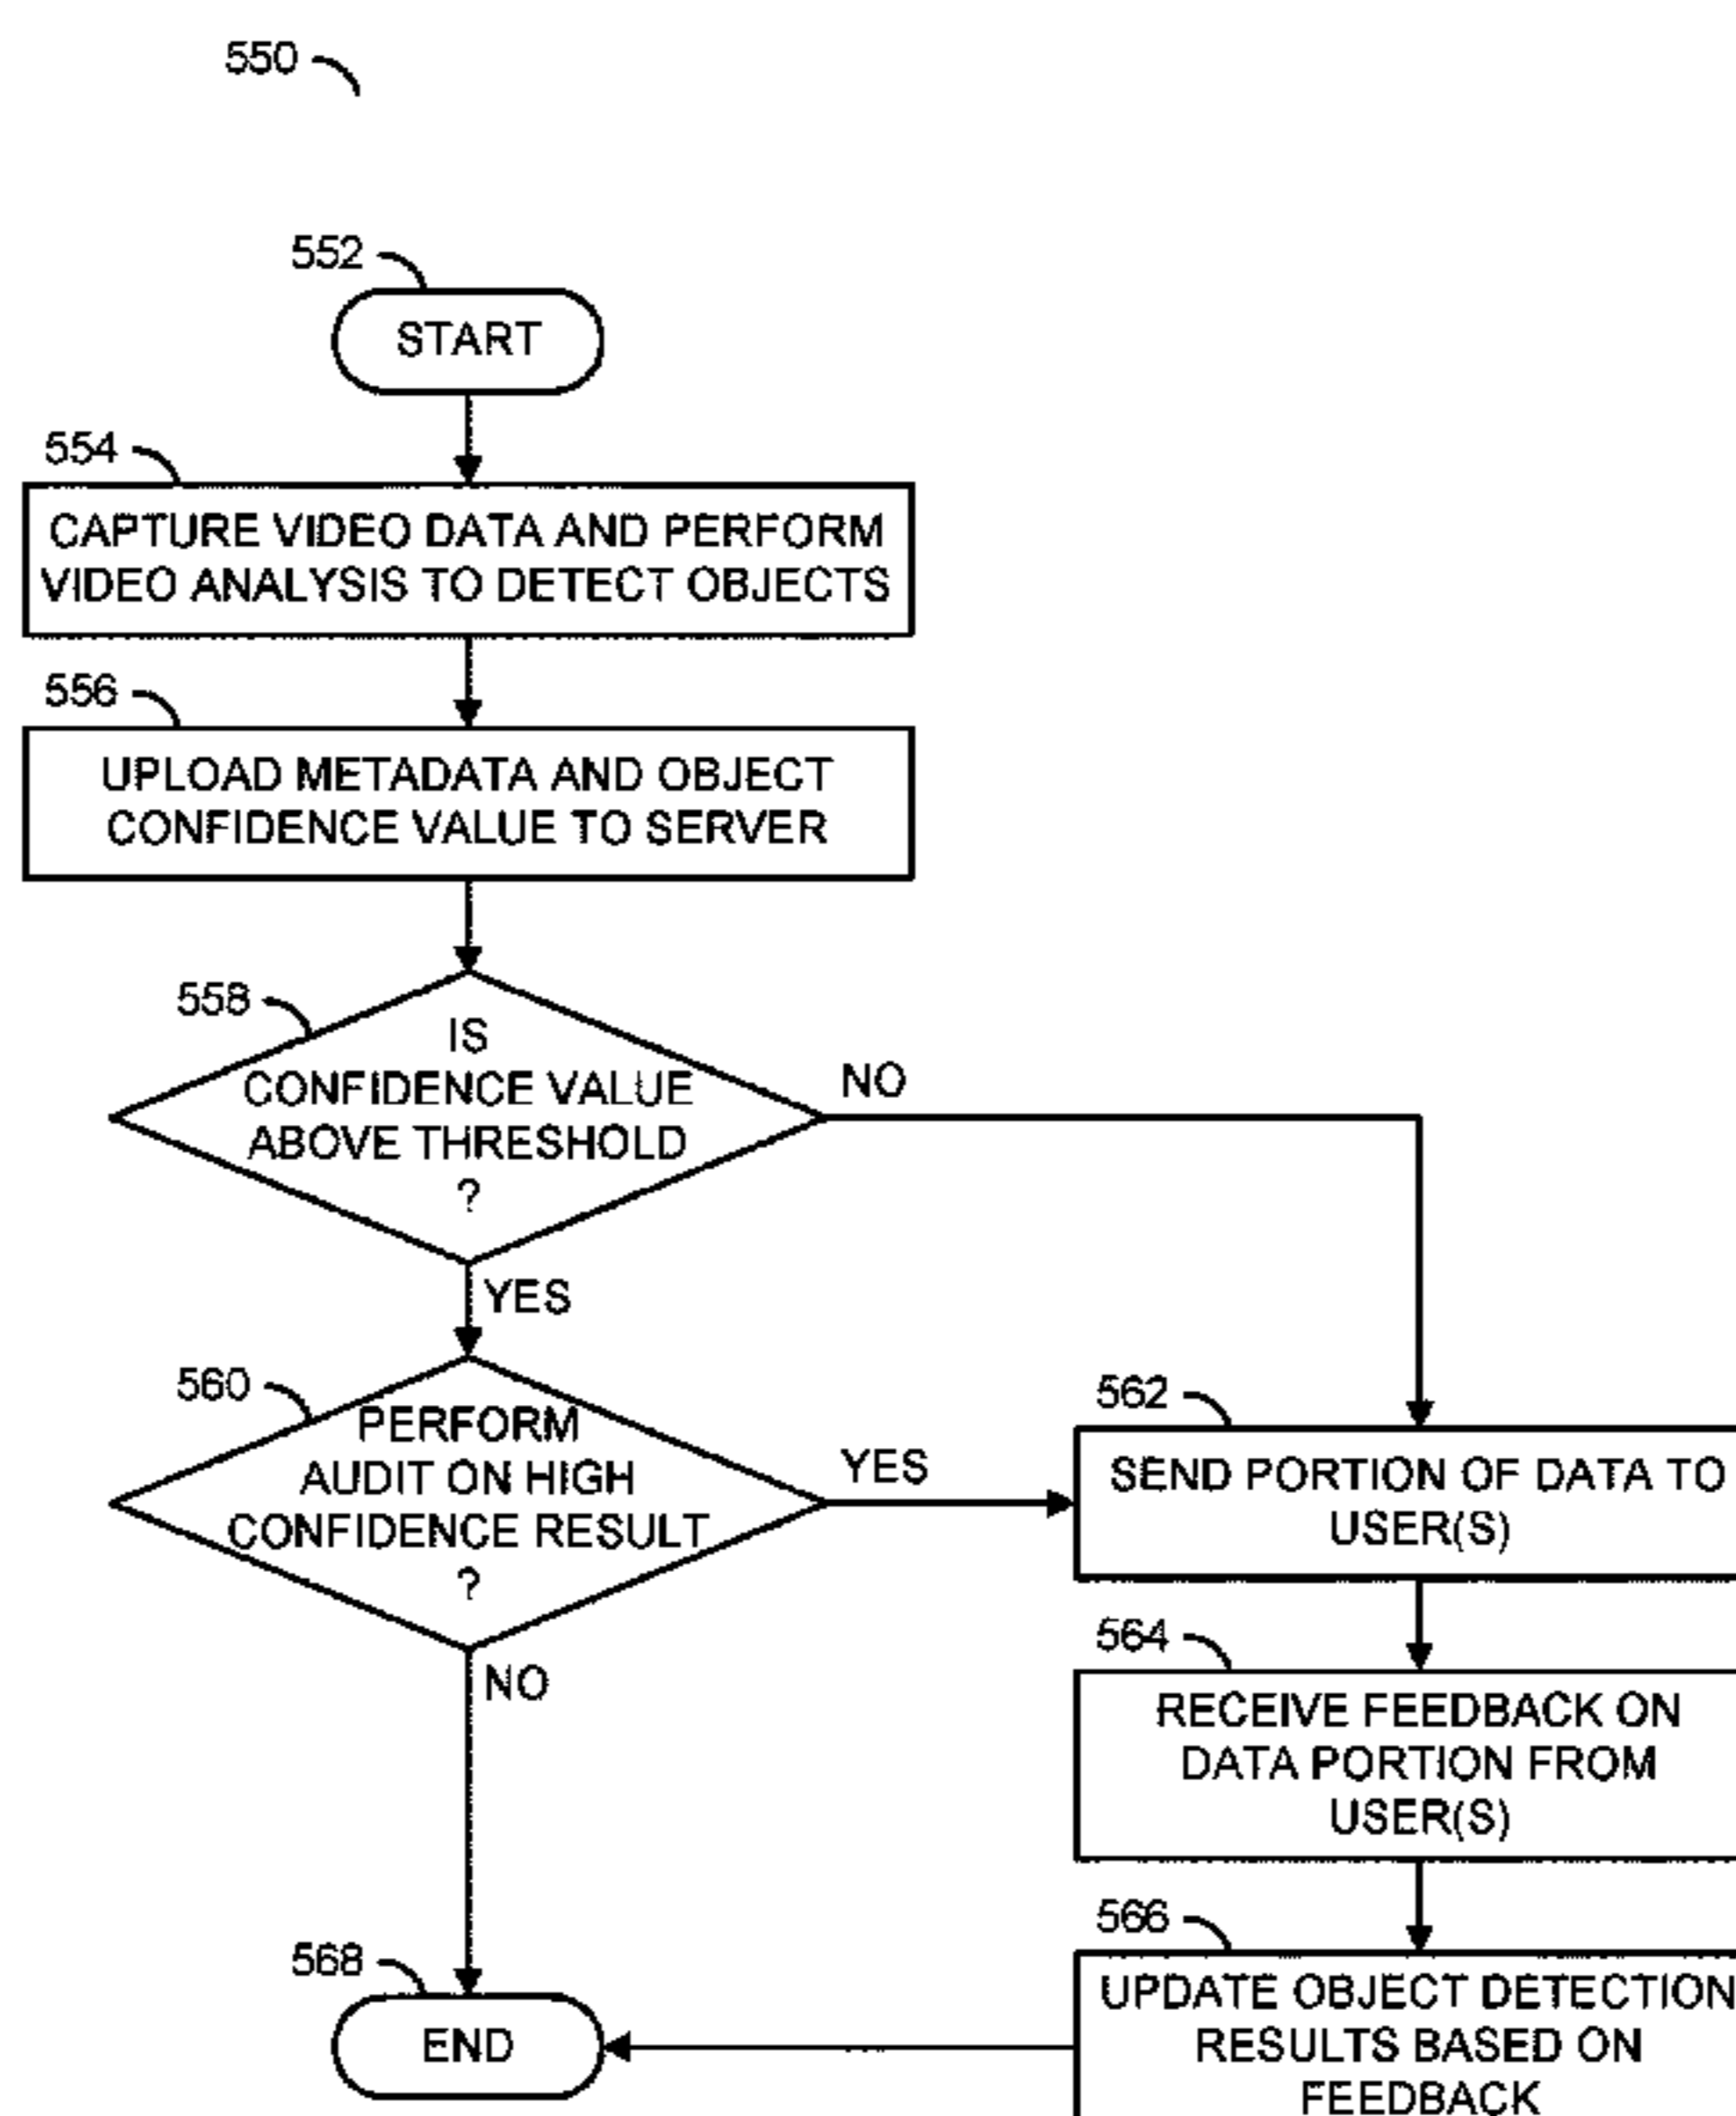 550
552
START
554
CAPTURE VIDEO DATA AND PERFORM
VIDEO ANALYSIS TO DETECT OBJECTS
556
UPLOAD METADATA AND OBJECT
CONFIDENCE VALUE TO SERVER
558
IS
CONFIDENCE VALUE
ABOVE THRESHOLD
?
NO
YES
560
PERFORM
AUDIT ON HIGH
CONFIDENCE RESULT
?
YES
NO
562
SEND PORTION OF DATA TO
USER(S)
564
RECEIVE FEEDBACK ON
DATA PORTION FROM
USER(S)
566
UPDATE OBJECT DETECTION
RESULTS BASED ON
FEEDBACK
568
END